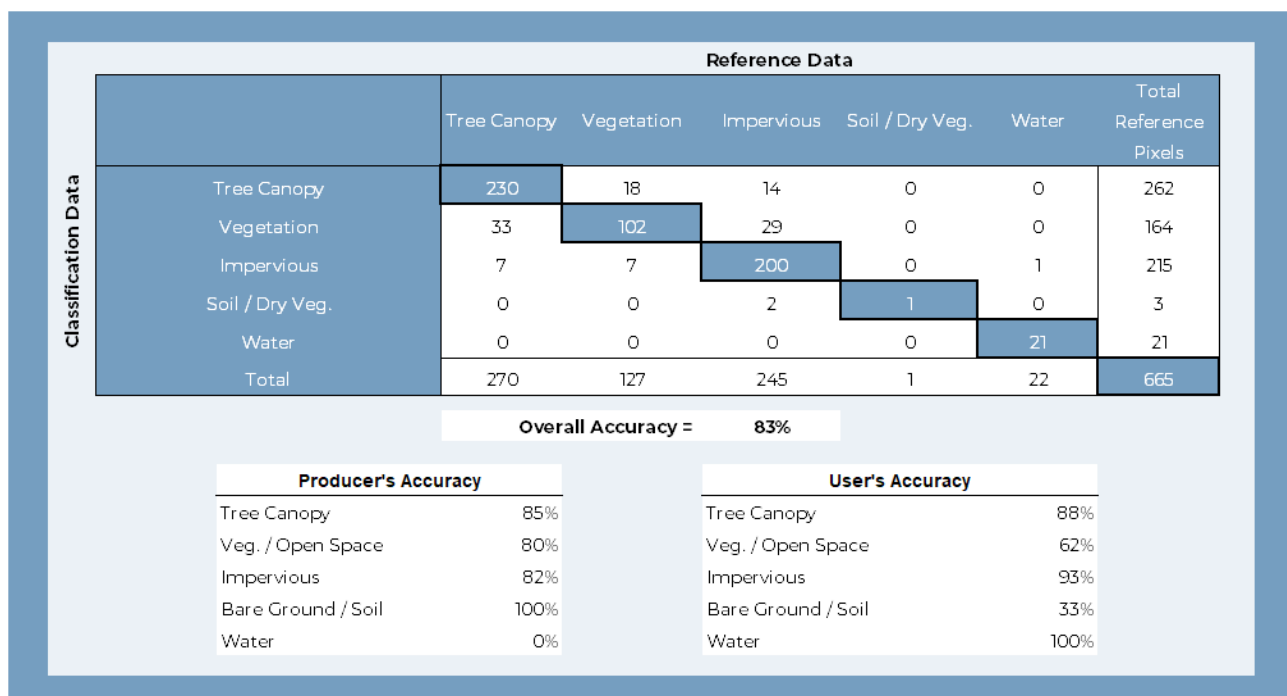 Reference Data
Total
Tree Canopy Vegetation Impervious Soil / Dry Veg. Water Reference
Pixels
Classification Data
Tree Canopy 230 18 14 0 0 262
Vegetation 33 102 29 0 0 164
Impervious 7 7 200 0 1 215
Soil / Dry Veg. 0 0 2 1 0 3
Water 0 0 0 0 21 21
Total 270 127 245 1 22 665
Overall Accuracy = 83%
Producer's Accuracy
Tree Canopy 85%
Veg. / Open Space 80%
Impervious 82%
Bare Ground / Soil 100%
Water 0%
User's Accuracy
Tree Canopy 88%
Veg. / Open Space 62%
Impervious 93%
Bare Ground / Soil 33%
Water 100%